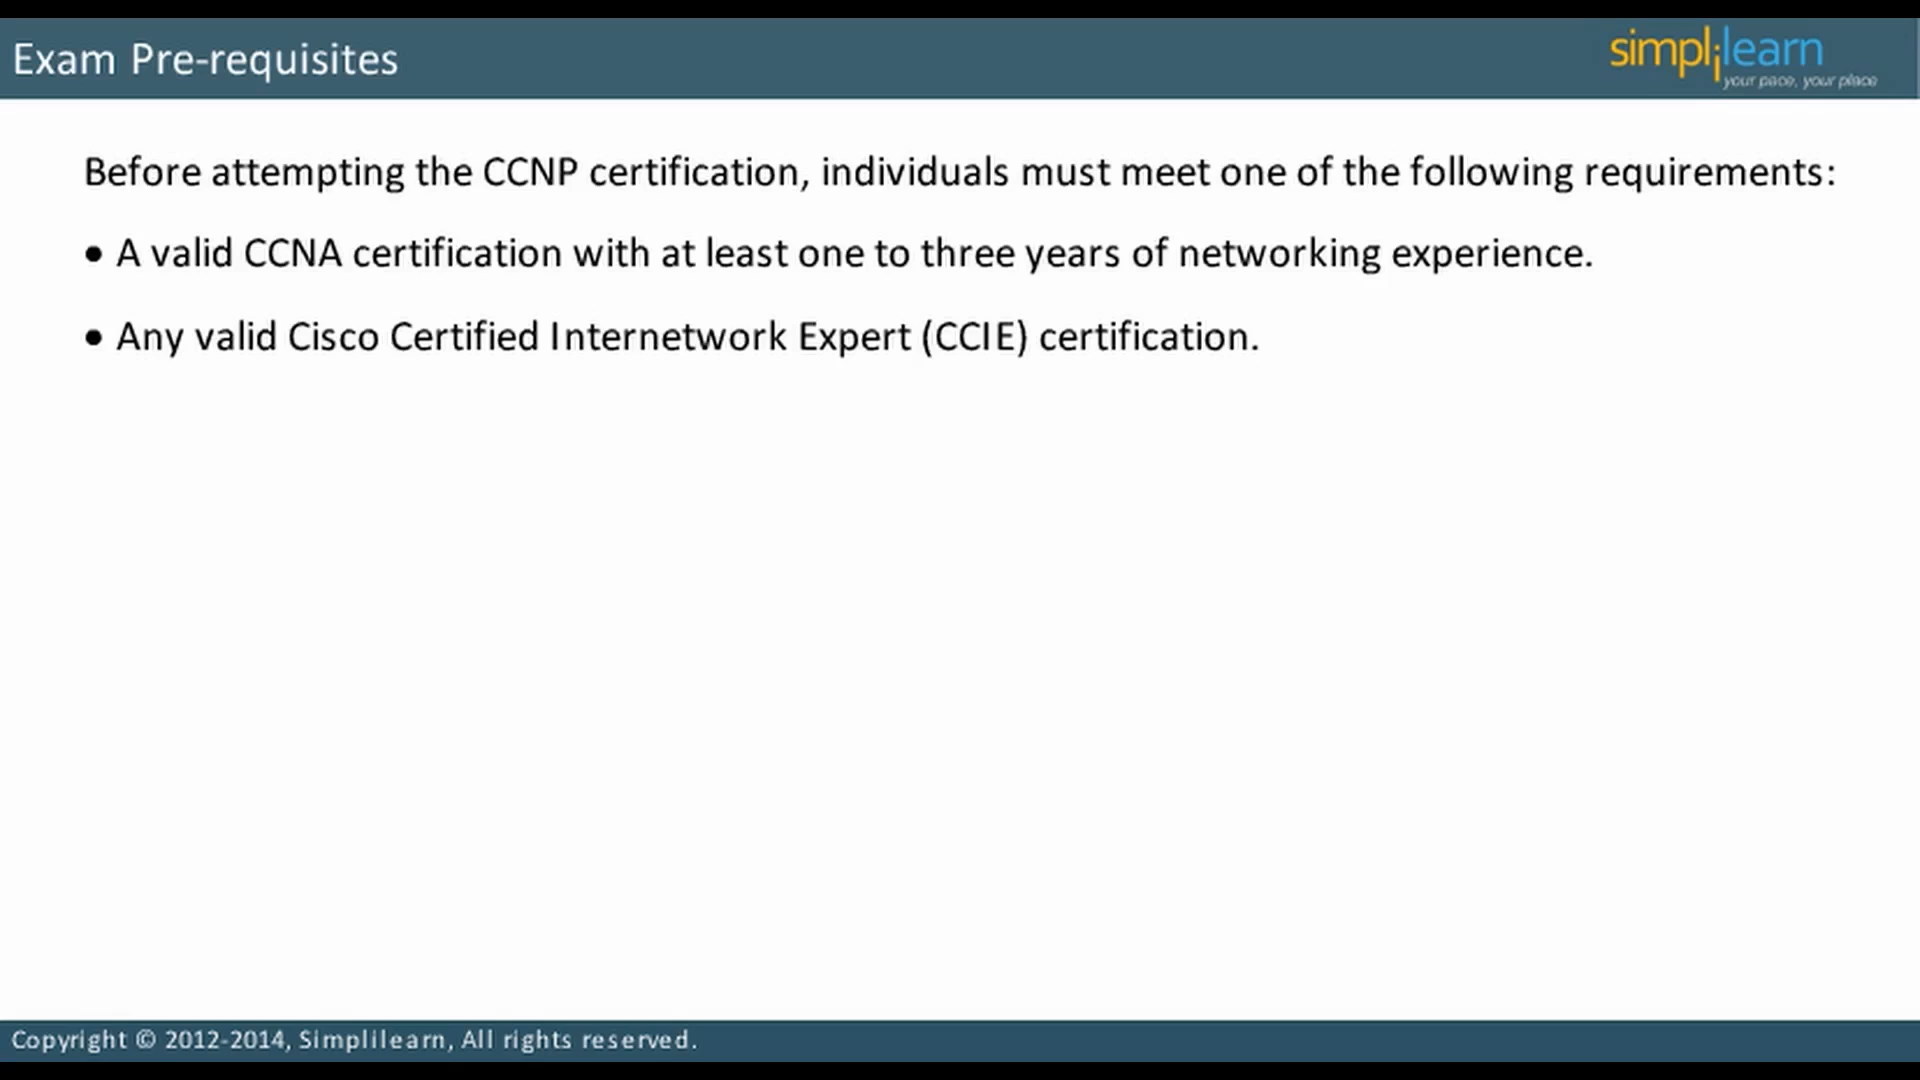 Exam Pre-requisites
simplilearn
your pace, your place
Before attempting the CCNP certification, individuals must meet one of the following requirements:
• A valid CCNA certification with at least one to three years of networking experience.
• Any valid Cisco Certified Internetwork Expert (CCIE) certification.
Copyright © 2012-2014, Simplilearn, All rights reserved.